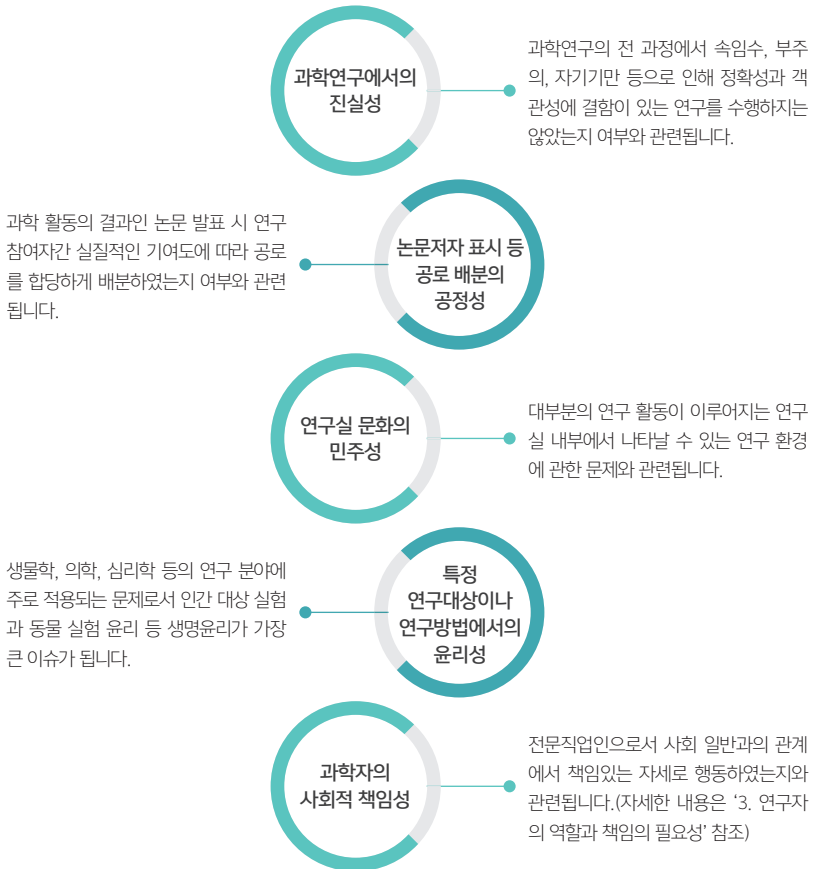 과학연구에서의
진실성
과학연구의 전 과정에서 속임수, 부주
의, 자기기만 등으로 인해 정확성과 객
관성에 결함이 있는 연구를 수행하지는
않았는지 여부와 관련됩니다.
과학 활동의 결과인 논문 발표 시 연구
참여자간 실질적인 기여도에 따라 공로
를 합당하게 배분하였는지 여부와 관련
됩니다.
논문저자 표시 등
공로 배분의
공정성
연구실 문화의
민주성
대부분의 연구 활동이 이루어지는 연구
실 내부에서 나타날 수 있는 연구 환경
에 관한 문제와 관련됩니다.
생물학, 의학, 심리학 등의 연구 분야에
주로 적용되는 문제로서 인간 대상 실험
과 동물 실험 윤리 등 생명윤리가 가장
큰 이슈가 됩니다.
특정
연구대상이나
연구방법에서의
윤리성
과학자의
사회적 책임성
전문직업인으로서 사회 일반과의 관계
에서 책임있는 자세로 행동하였는지와
관련됩니다.(자세한 내용은 ‘3. 연구자
의 역할과 책임의 필요성’ 참조)